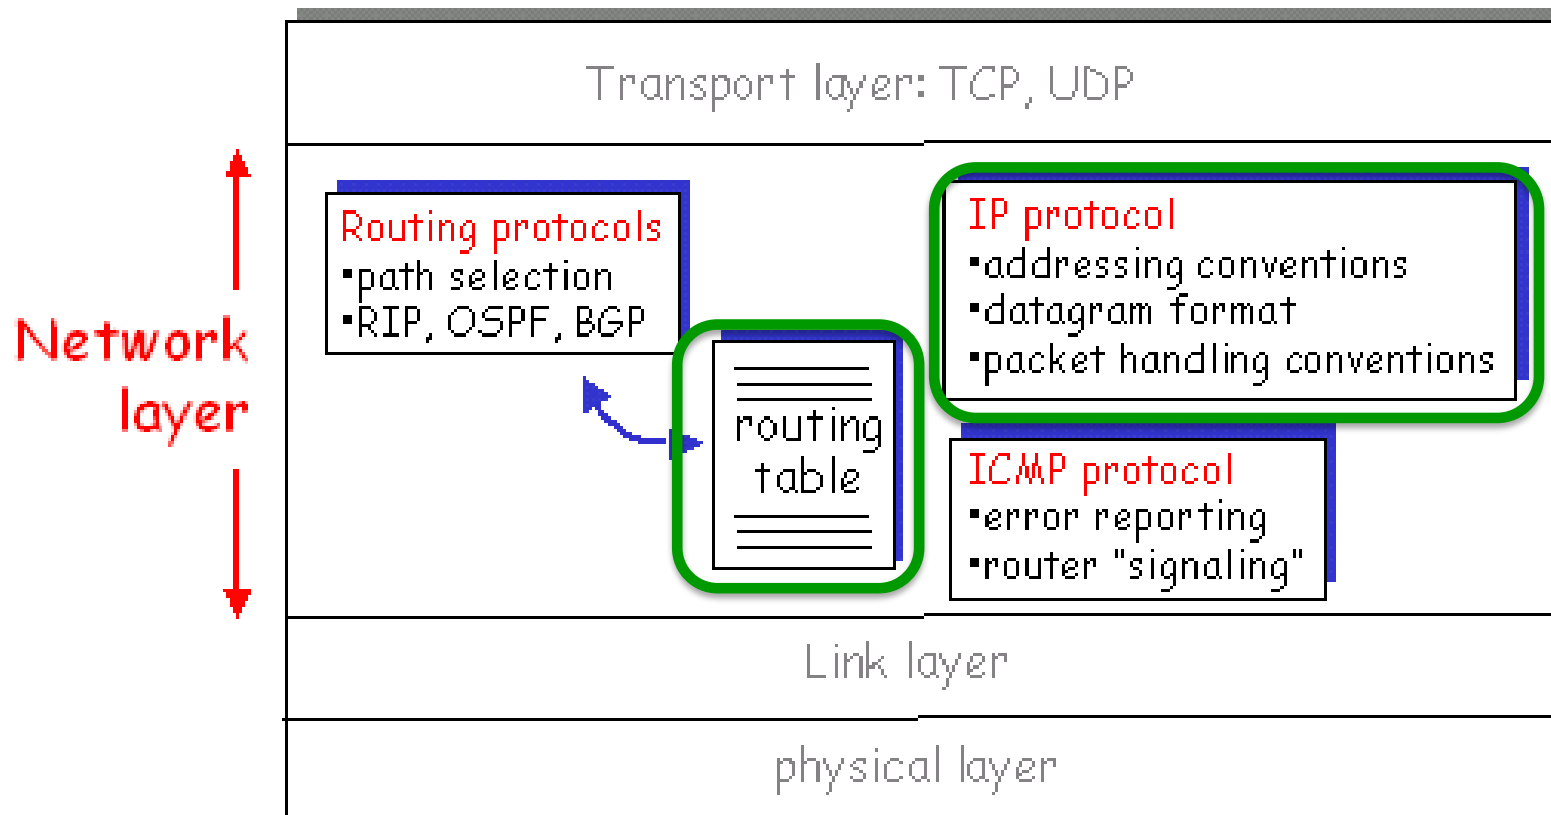 Transport layer: TCP, UDP
Network
layer
Routing protocols
▪path selection
▪RIP, OSPF, BGP
routing
table
IP protocol
▪addressing conventions
▪datagram format
▪packet handling conventions
ICMP protocol
▪error reporting
▪router "signaling"
Link layer
physical layer